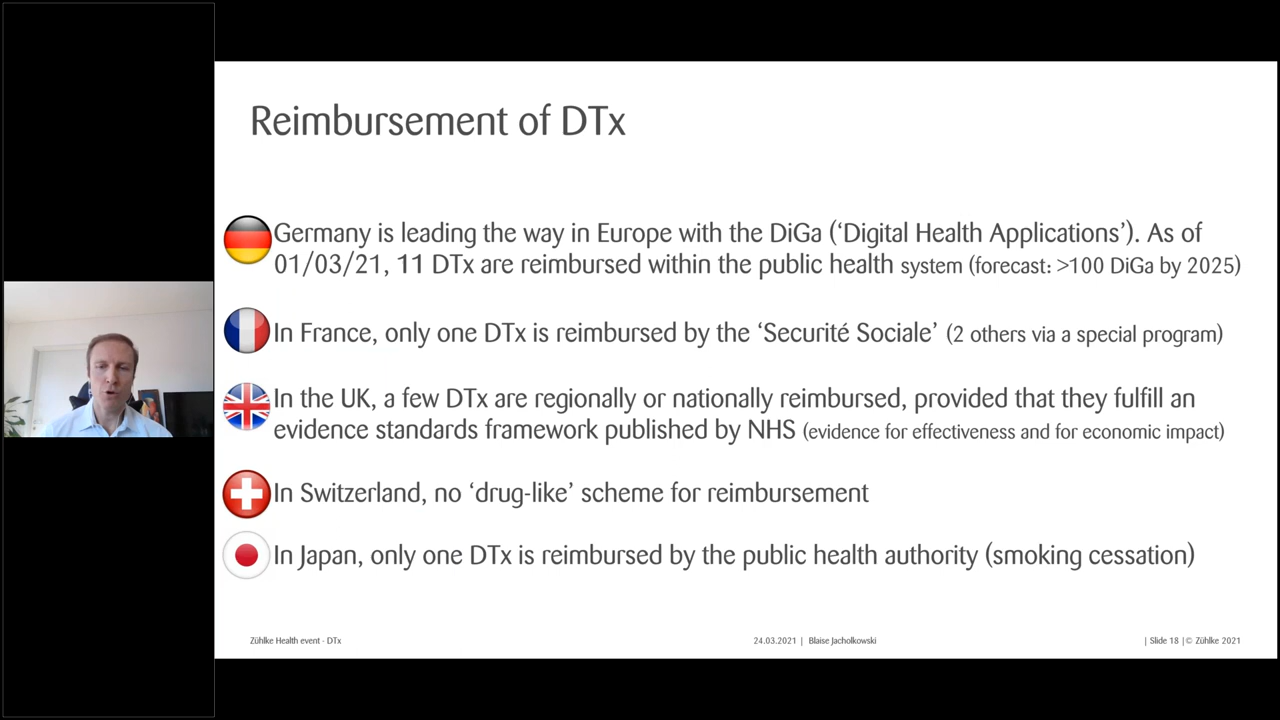 Reimbursement of DTx
Germany is leading the way in Europe with the DiGa (‘Digital Health Applications’). As of
01/03/21, 11 DTx are reimbursed within the public health system (forecast: >100 DiGa by 2025)
In France, only one DTx is reimbursed by the ‘Securité Sociale’ (2 others via a special program)
In the UK, a few DTx are regionally or nationally reimbursed, provided that they fulfill an
evidence standards framework published by NHS (evidence for effectiveness and for economic impact)
In Switzerland, no ‘drug-like’ scheme for reimbursement
In Japan, only one DTx is reimbursed by the public health authority (smoking cessation)
Zühlke Health event - DTx
24.03.2021 | Blaise Jacholkowski
| Slide 18 | © Zühlke 2021